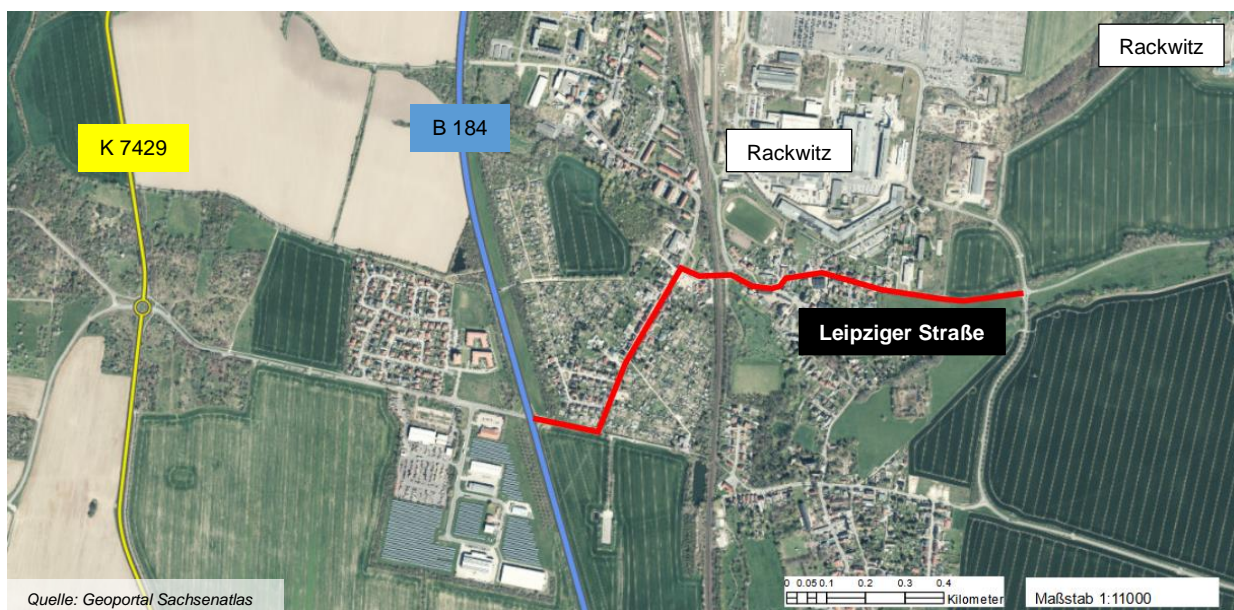 Rackwitz
B 184
K 7429
Rackwitz
Leipziger Straße
Quelle: Geoportal Sachsenatlas
0 0.05 0.1 0.2 0.3 0.4
Kilometer
Maßstab 1:11000